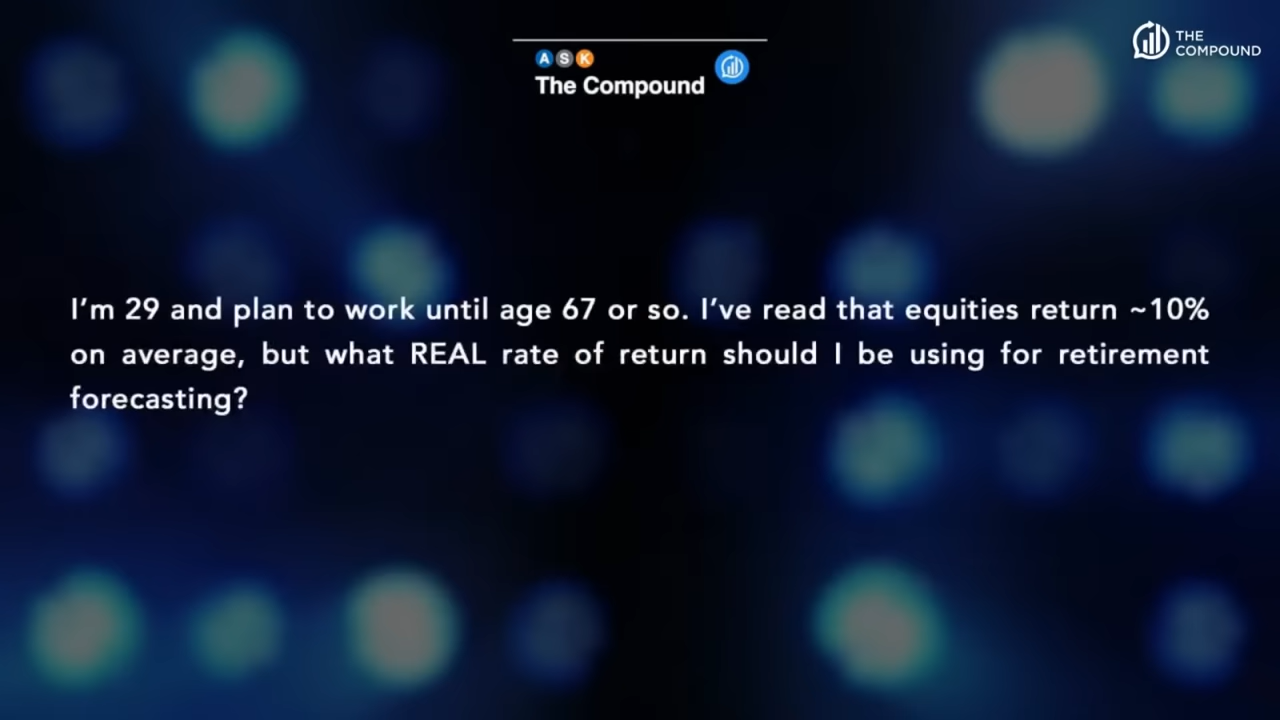 ASK
The Compound
THE
COMPOUND
I’m 29 and plan to work until age 67 or so. I’ve read that equities return ~10%
on average, but what REAL rate of return should I be using for retirement
forecasting?